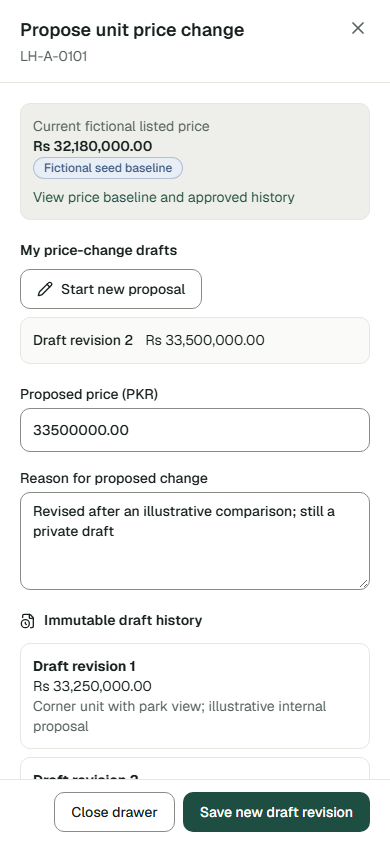 Propose unit price change
LH-A-0101
Current fictional listed price
Rs 32,180,000.00
Fictional seed baseline
View price baseline and approved history
My price-change drafts
Start new proposal
Draft revision 2 Rs 33,500,000.00
Proposed price (PKR)
33500000.00
Reason for proposed change
Revised after an illustrative comparison; still a
private draft
Immutable draft history
Draft revision 1
Rs 33,250,000.00
Corner unit with park view; illustrative internal
proposal
Draft revision 2
Close drawer
Save new draft revision